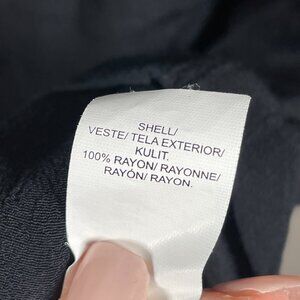 SHELL/
VESTE/ TELA EXTERIOR/
KULIT.
100% RAYON/ RAYONNE/
RAYÓN/ RAYON.